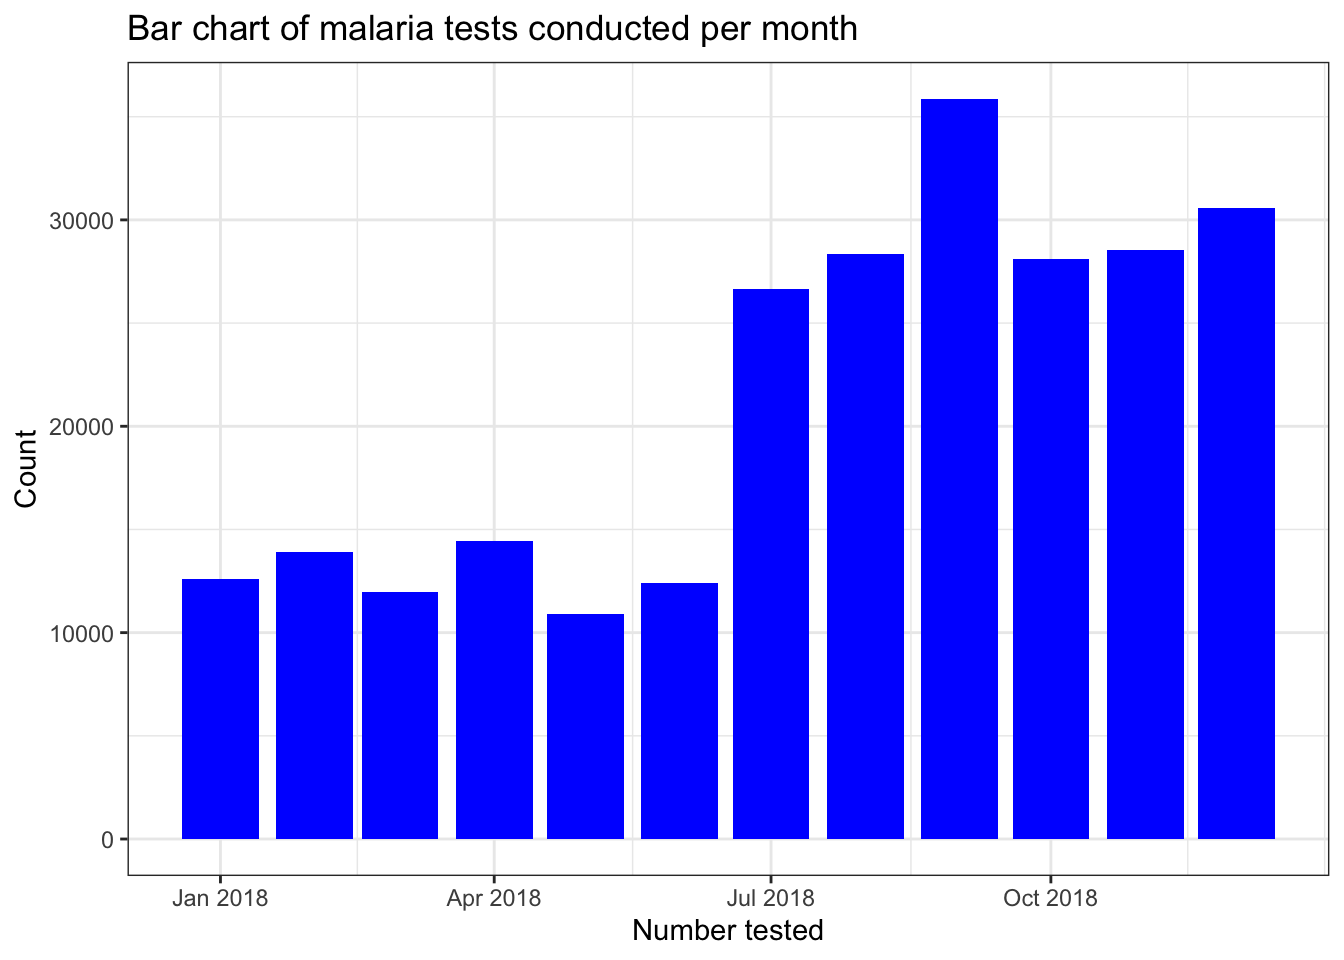 Bar chart of malaria tests conducted per month
Count
30000
20000
10000
0
Jan 2018 Apr 2018 Jul 2018 Oct 2018
Number tested